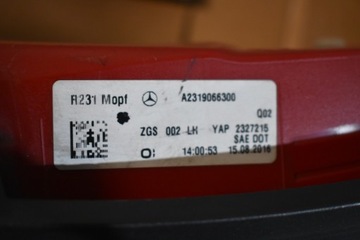 R231 Mopf A2319066300
Q02
ZGS 002 LH YAP 2327215
SAE DOT
14:00:53 15.08.2016